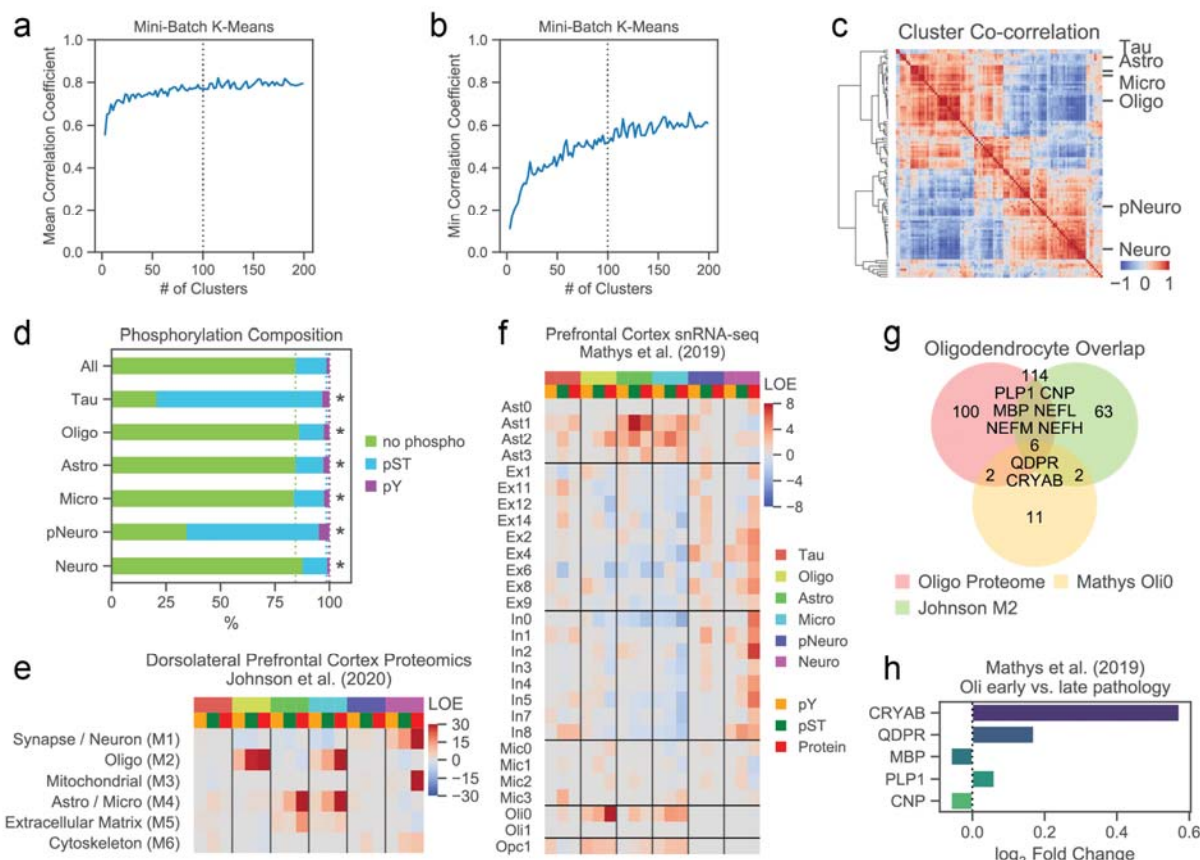 a
Mini-Batch K-Means
Mean Correlation Coefficient
1.0
0.8
0.6
0.4
0.2
0.0
0 50 100 150 200
# of Clusters
b
Mini-Batch K-Means
Min Correlation Coefficient
1.0
0.8
0.6
0.4
0.2
0.0
0 50 100 150 200
# of Clusters
c
Cluster Co-correlation
Tau
Astro
Micro
Oligo
pNeuro
Neuro
−1 0 1
d
Phosphorylation Composition
All
Tau *
Oligo *
Astro *
Micro *
pNeuro *
Neuro *
0 25 50 75 100
%
no phospho
pST
pY
e
Dorsolateral Prefrontal Cortex Proteomics
Johnson et al. (2020)
LOE
30
15
0
−15
−30
Synapse / Neuron (M1)
Oligo (M2)
Mitochondrial (M3)
Astro / Micro (M4)
Extracellular Matrix (M5)
Cytoskeleton (M6)
f
Prefrontal Cortex snRNA-seq
Mathys et al. (2019)
LOE
8
4
0
−4
−8
Ast0
Ast1
Ast2
Ast3
Ex1
Ex11
Ex12
Ex14
Ex2
Ex4
Ex6
Ex8
Ex9
In0
In1
In2
In3
In4
In5
In7
In8
Mic0
Mic1
Mic2
Mic3
Oli0
Oli1
Opc1
Tau
Oligo
Astro
Micro
pNeuro
Neuro
pY
pST
Protein
g
Oligodendrocyte Overlap
114
PLP1 CNP
100 MBP NEFL 63
NEFM NEFH
6
QDPR
2 CRYAB 2
11
Oligo Proteome
Mathys Oli0
Johnson M2
h
Mathys et al. (2019)
Oli early vs. late pathology
CRYAB
QDPR
MBP
PLP1
CNP
0.0 0.2 0.4 0.6
log₂ Fold Change